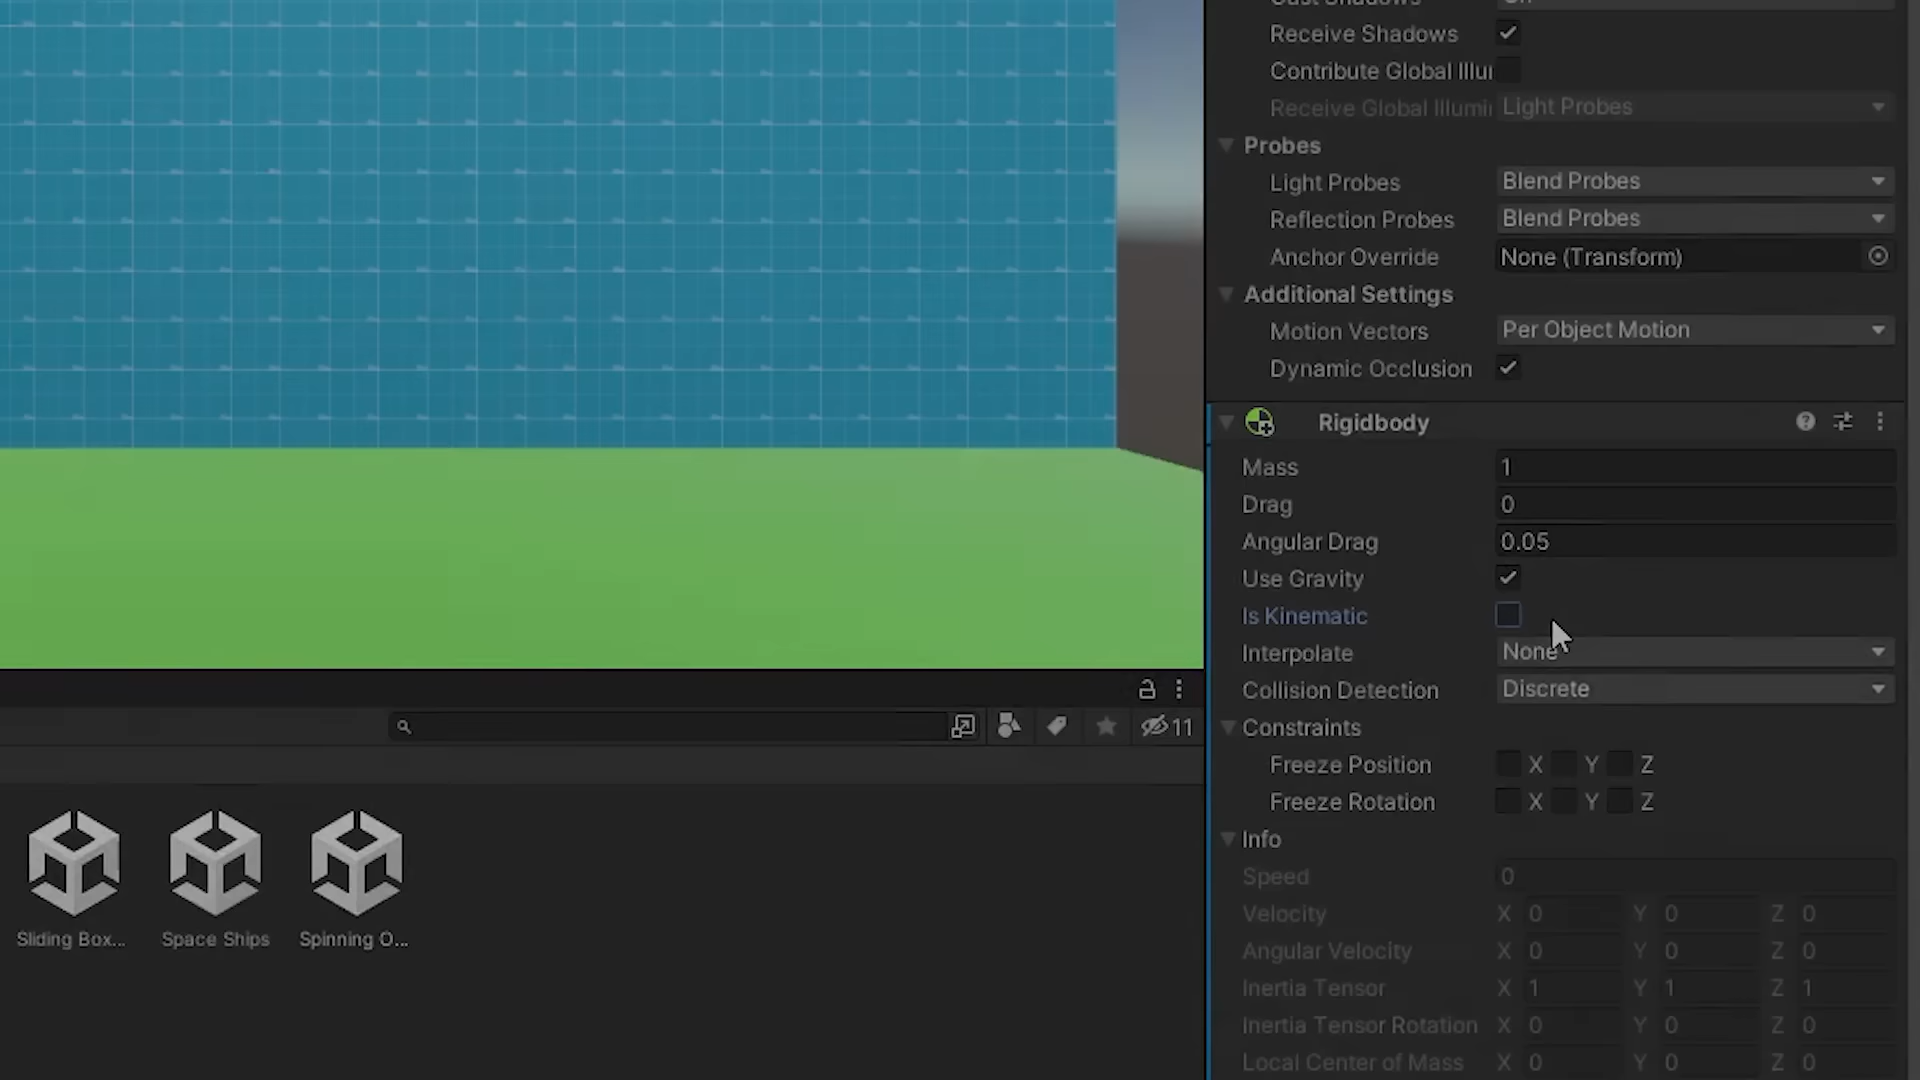 Cast Shadows On
Receive Shadows
Contribute Global Illu
Receive Global Illumi Light Probes
Probes
Light Probes Blend Probes
Reflection Probes Blend Probes
Anchor Override None (Transform)
Additional Settings
Motion Vectors Per Object Motion
Dynamic Occlusion
Rigidbody
Mass 1
Drag 0
Angular Drag 0.05
Use Gravity
Is Kinematic
Interpolate None
Collision Detection Discrete
Constraints
Freeze Position X Y Z
Freeze Rotation X Y Z
Info
Speed 0
Velocity X 0 Y 0 Z 0
Angular Velocity X 0 Y 0 Z 0
Inertia Tensor X 1 Y 1 Z 1
Inertia Tensor Rotation X 0 Y 0 Z 0
Local Center of Mass X 0 Y 0 Z 0
11
Sliding Box... Space Ships Spinning O...